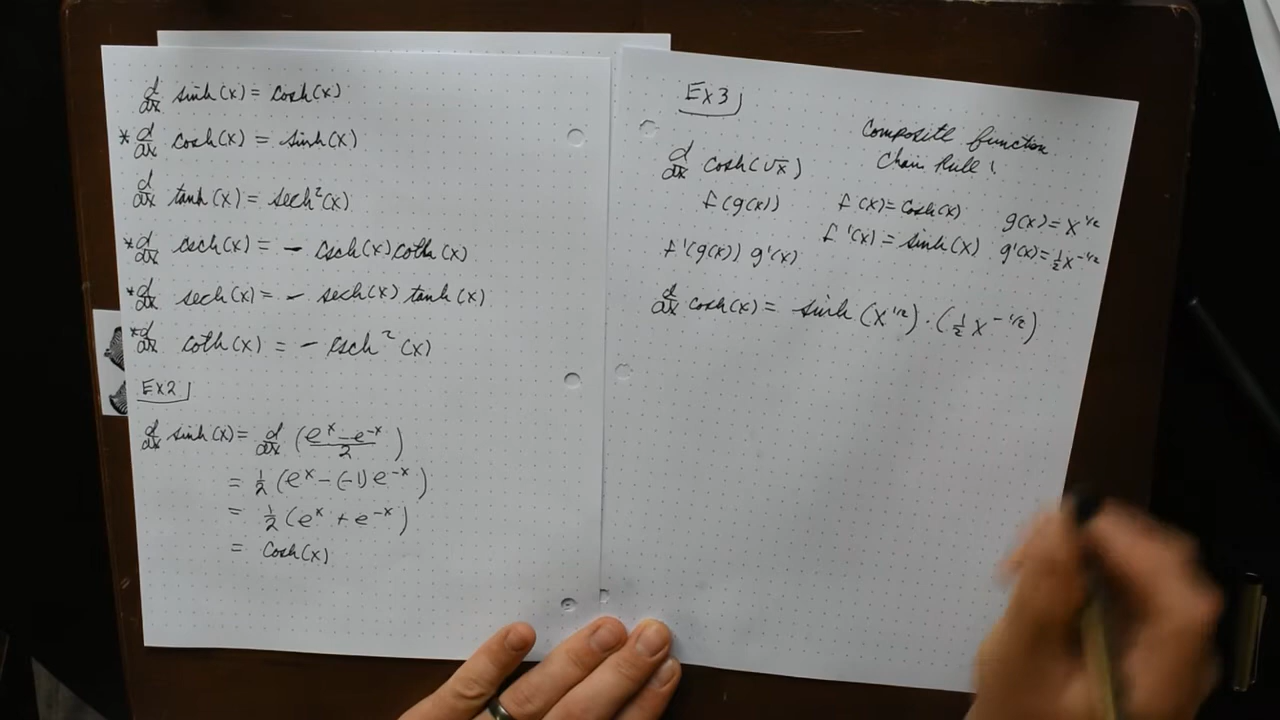 d/dx sinh(x) = cosh(x)
* d/dx cosh(x) = sinh(x)
d/dx tanh(x) = sech²(x)
* d/dx csch(x) = - csch(x) coth(x)
* d/dx sech(x) = - sech(x) tanh(x)
* d/dx coth(x) = - csch²(x)
Ex2
d/dx sinh(x) = d/dx ((e^x - e^-x)/2)
= 1/2 (e^x - (-1)e^-x)
= 1/2 (e^x + e^-x)
= cosh(x)
Ex3
Composite function
Chain Rule!
d/dx cosh(√x)
f(g(x)) f(x) = cosh(x) g(x) = x^1/2
f'(g(x)) g'(x) f'(x) = sinh(x) g'(x) = 1/2 x^-1/2
d/dx cosh(x) = sinh(x^1/2) · (1/2 x^-1/2)